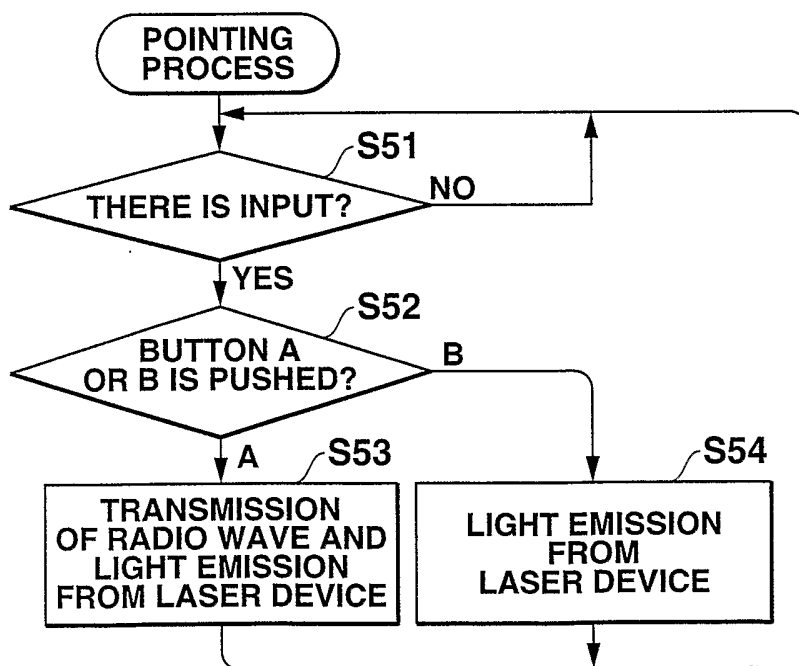 POINTING
PROCESS
S51
THERE IS INPUT?
NO
YES
S52
BUTTON A
OR B IS PUSHED?
B
A
S53
TRANSMISSION
OF RADIO WAVE AND
LIGHT EMISSION
FROM LASER DEVICE
S54
LIGHT EMISSION
FROM
LASER DEVICE